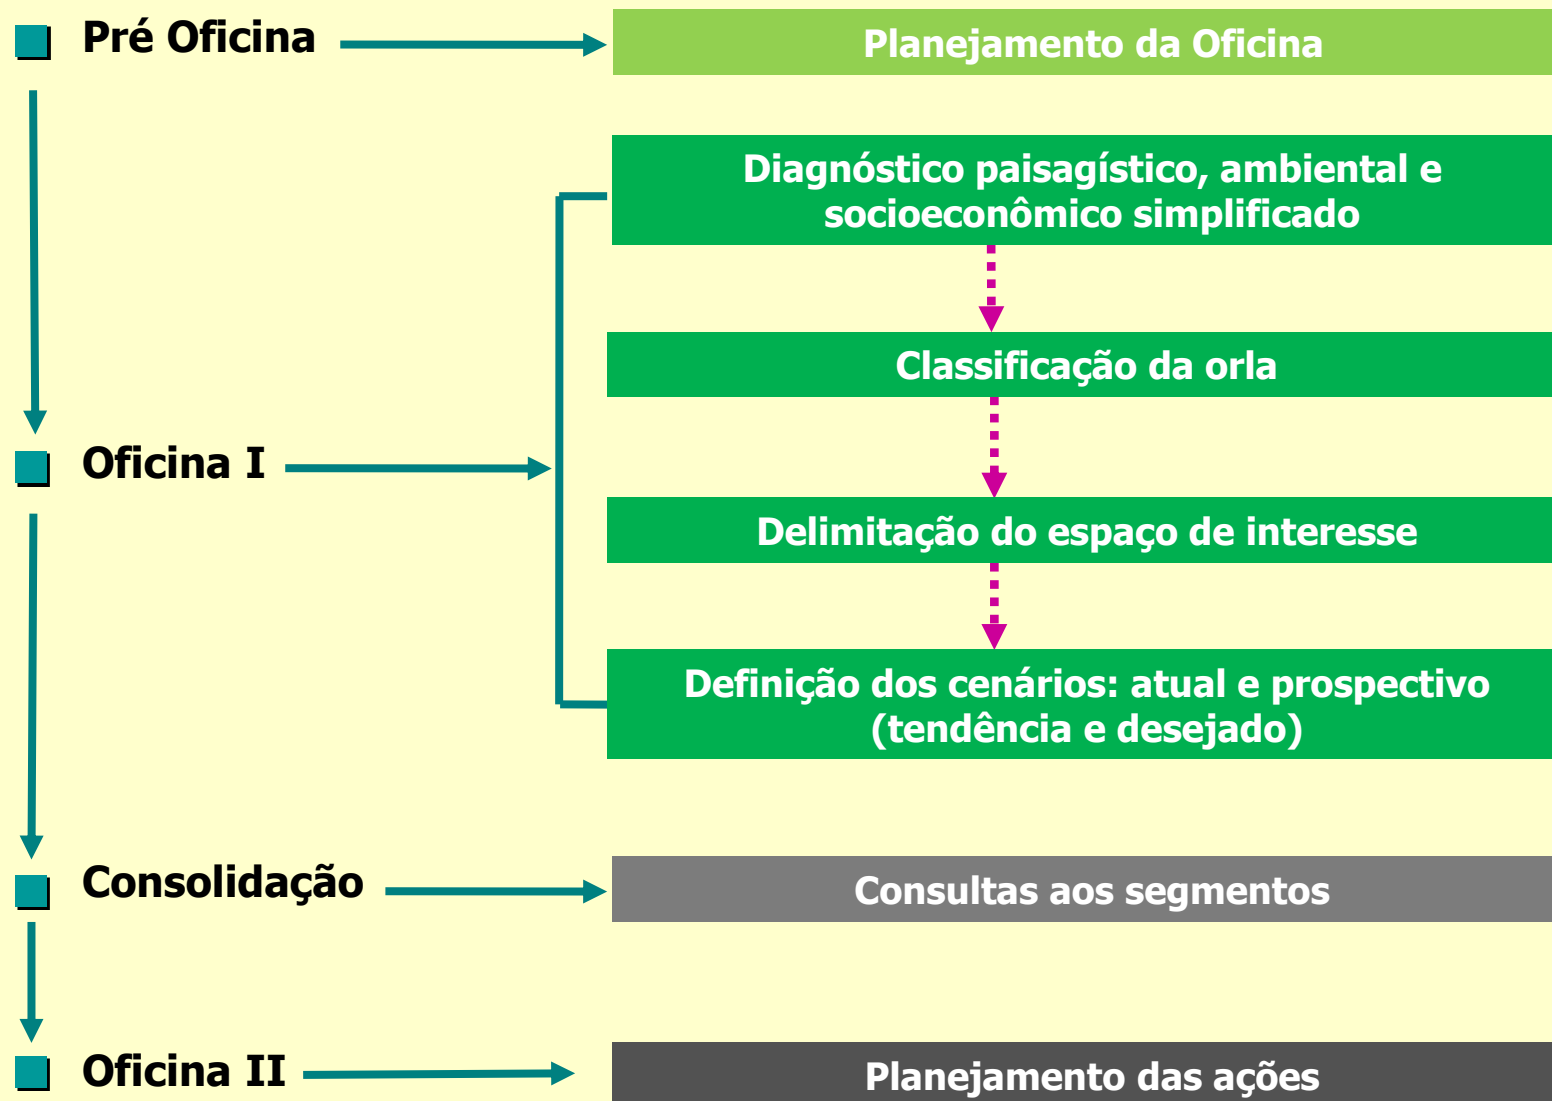 Pré Oficina
Planejamento da Oficina
Diagnóstico paisagístico, ambiental e
socioeconômico simplificado
Classificação da orla
Oficina I
Delimitação do espaço de interesse
Definição dos cenários: atual e prospectivo
(tendência e desejado)
Consolidação
Consultas aos segmentos
Oficina II
Planejamento das ações